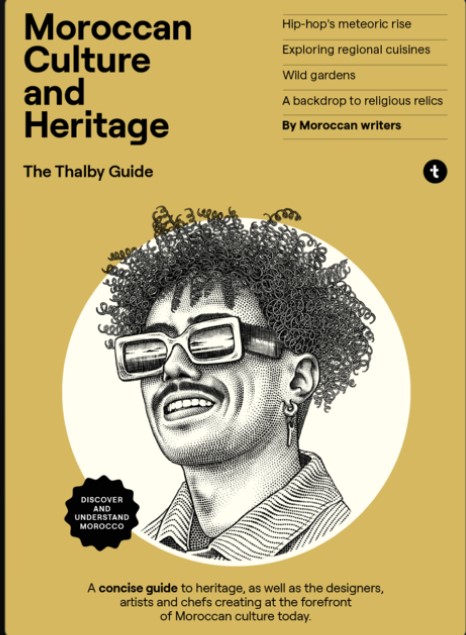 Moroccan
Culture
and
Heritage
The Thalby Guide
Hip-hop's meteoric rise
Exploring regional cuisines
Wild gardens
A backdrop to religious relics
By Moroccan writers
t
DISCOVER
AND
UNDERSTAND
MOROCCO
A concise guide to heritage, as well as the designers,
artists and chefs creating at the forefront
of Moroccan culture today.